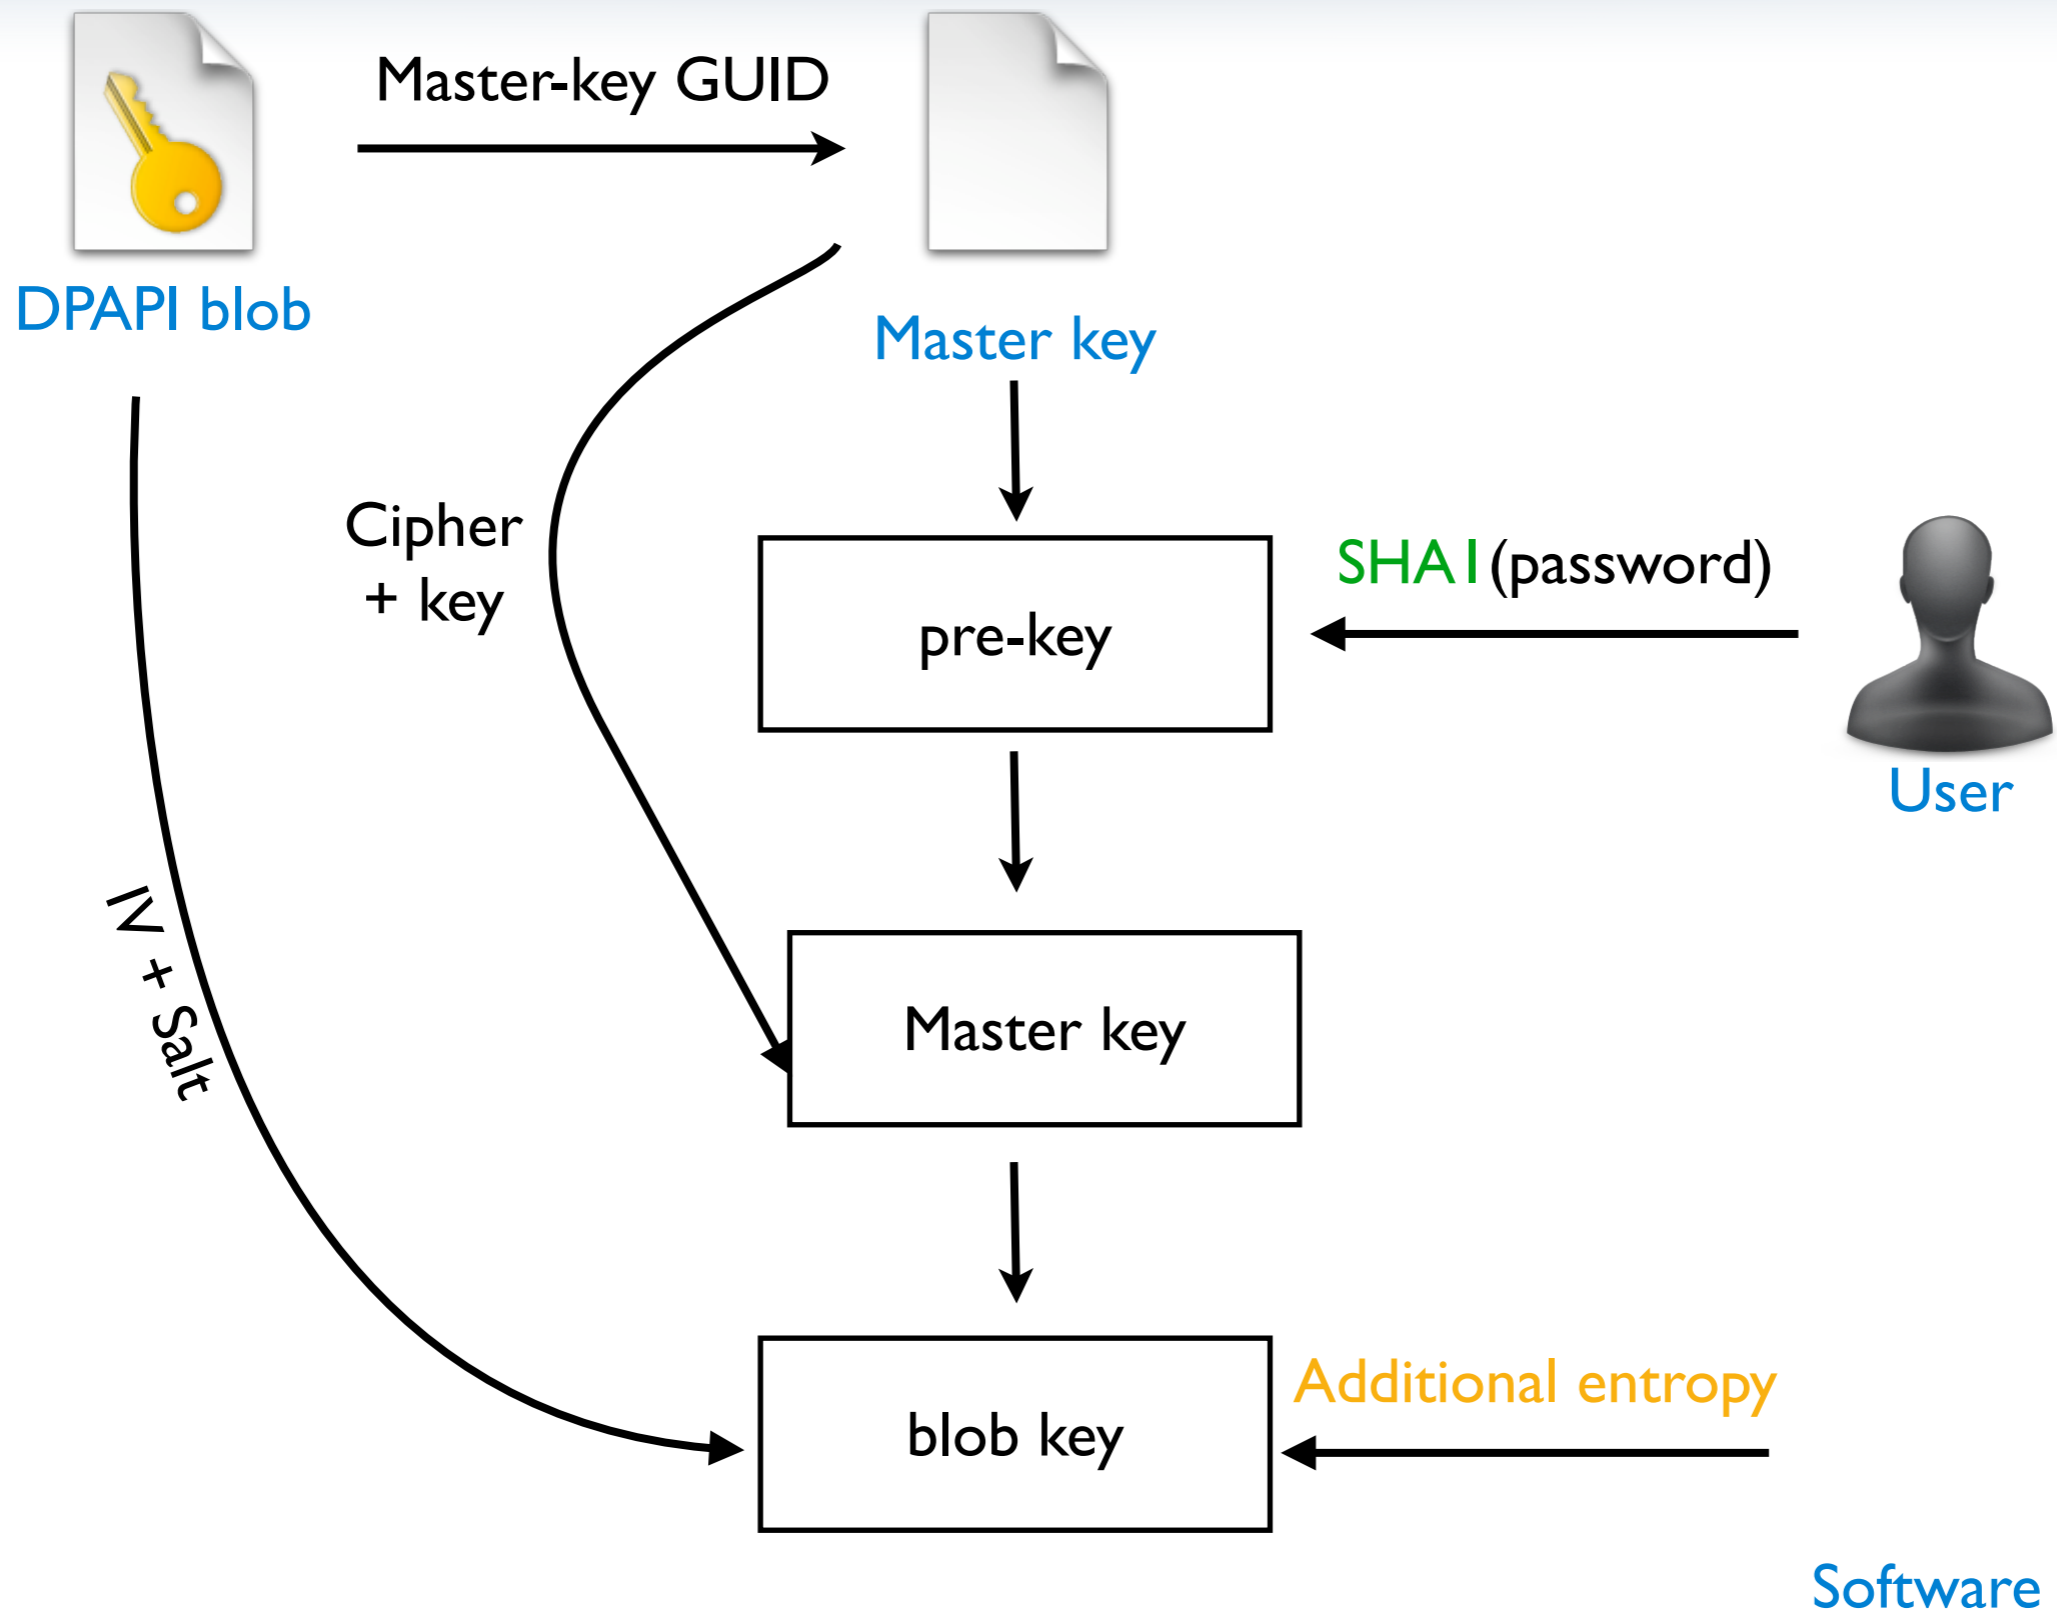 Master-key GUID
DPAPI blob
Master key
Cipher
+ key
SHA1(password)
pre-key
User
IV + Salt
Master key
Additional entropy
blob key
Software